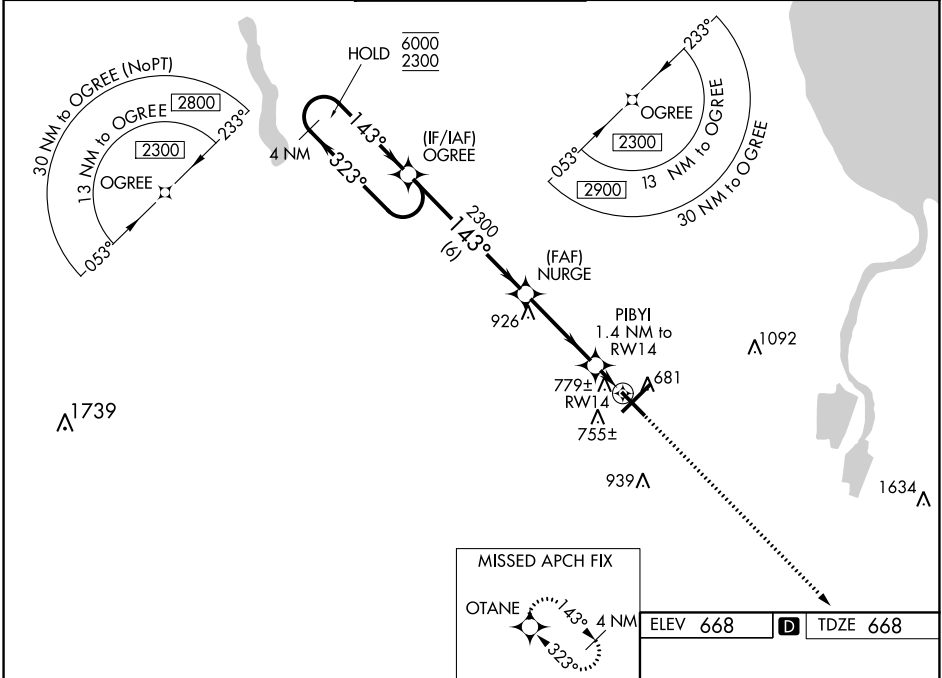 HOLD 6000
2300
30 NM to OGREE (NoPT)
2800
13 NM to OGREE
233°
2300
OGREE
053°
4 NM
143°
323°
(IF/IAF)
OGREE
233°
OGREE
2300
053°
13 NM to OGREE
2900
30 NM to OGREE
2300
143°
(6)
(FAF)
NURGE
926
PIBYI
1.4 NM to
RW14
1092
779±
681
RW14
755±
1739
939
1634
MISSED APCH FIX
OTANE
143°
4 NM
323°
ELEV 668
D
TDZE 668